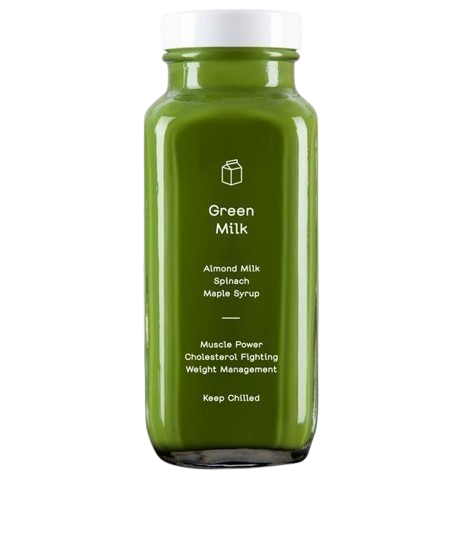 Green
Milk
Almond Milk
Spinach
Maple Syrup
Muscle Power
Cholesterol Fighting
Weight Management
Keep Chilled